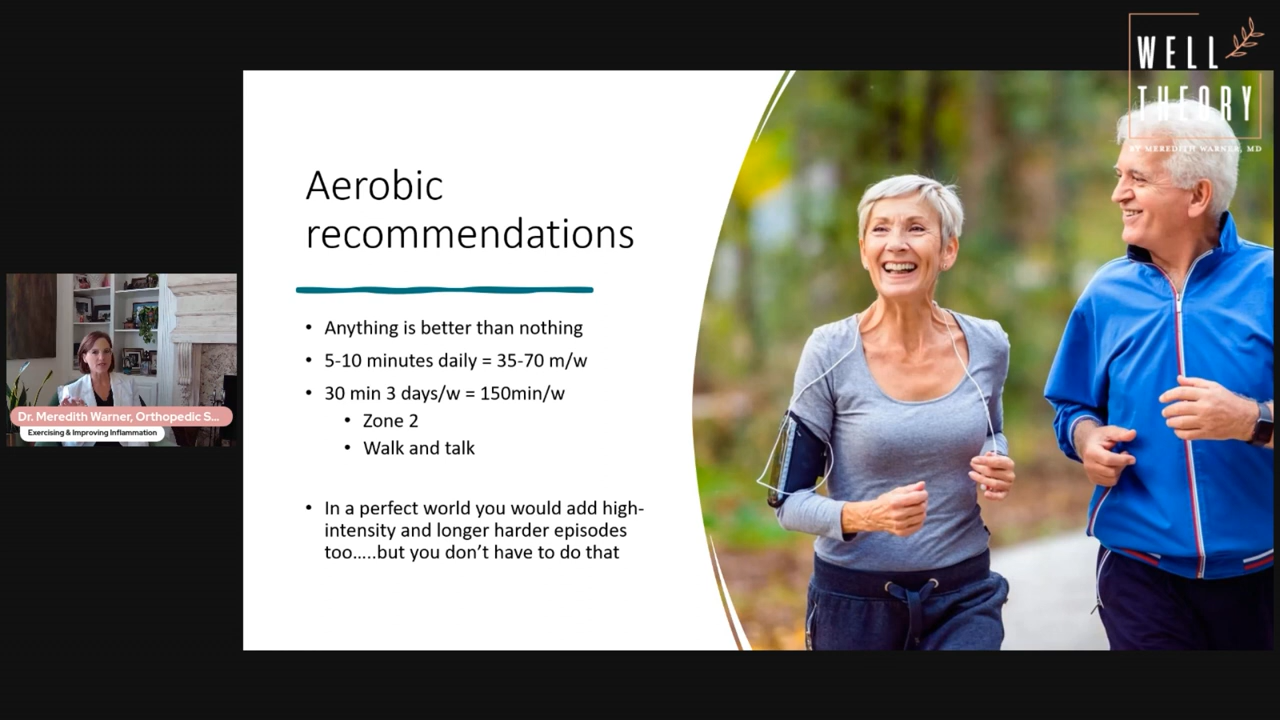 WELL
THEORY
BY MEREDITH WARNER, MD
Aerobic
recommendations
• Anything is better than nothing
• 5-10 minutes daily = 35-70 m/w
• 30 min 3 days/w = 150min/w
• Zone 2
• Walk and talk
• In a perfect world you would add high-
intensity and longer harder episodes
too.....but you don’t have to do that
Dr. Meredith Warner, Orthopedic S...
Exercising & Improving Inflammation